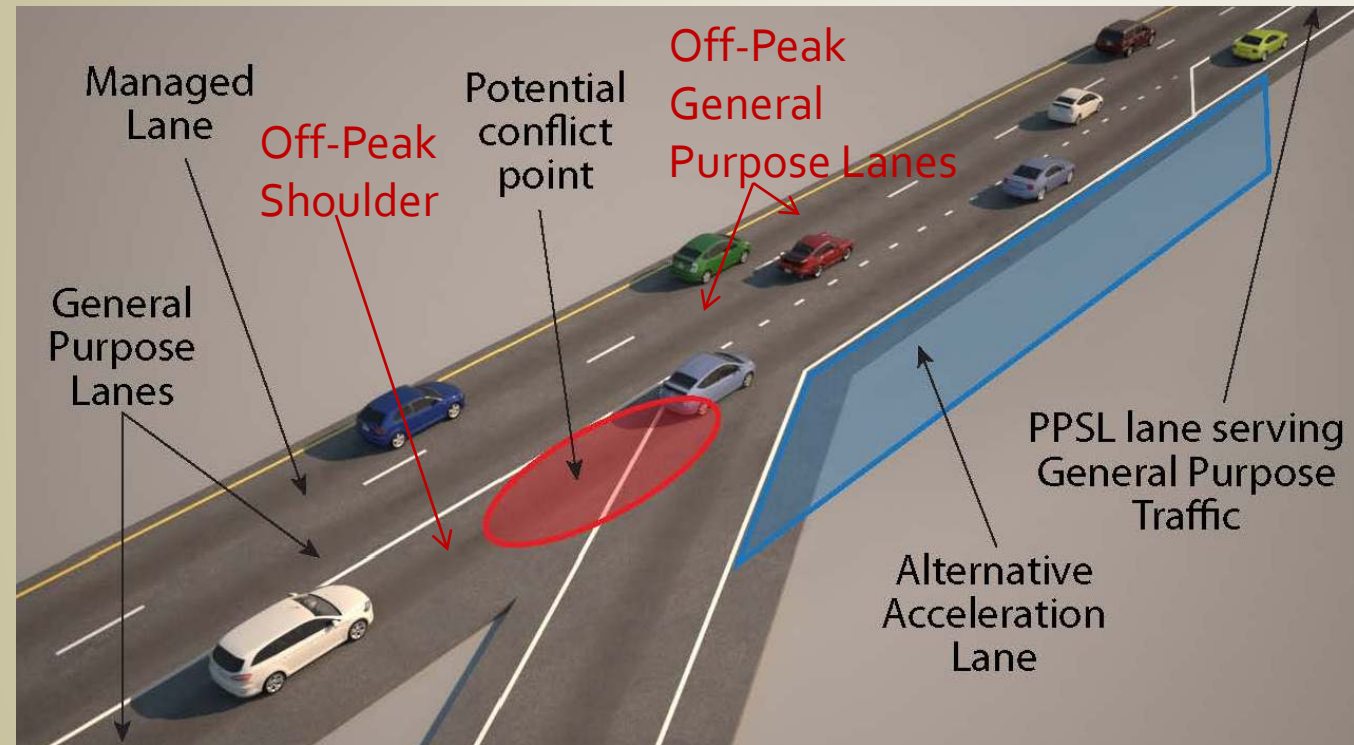 Managed
Lane
Off-Peak
Shoulder
Potential
conflict
point
Off-Peak
General
Purpose Lanes
General
Purpose
Lanes
PPSL lane serving
General Purpose
Traffic
Alternative
Acceleration
Lane